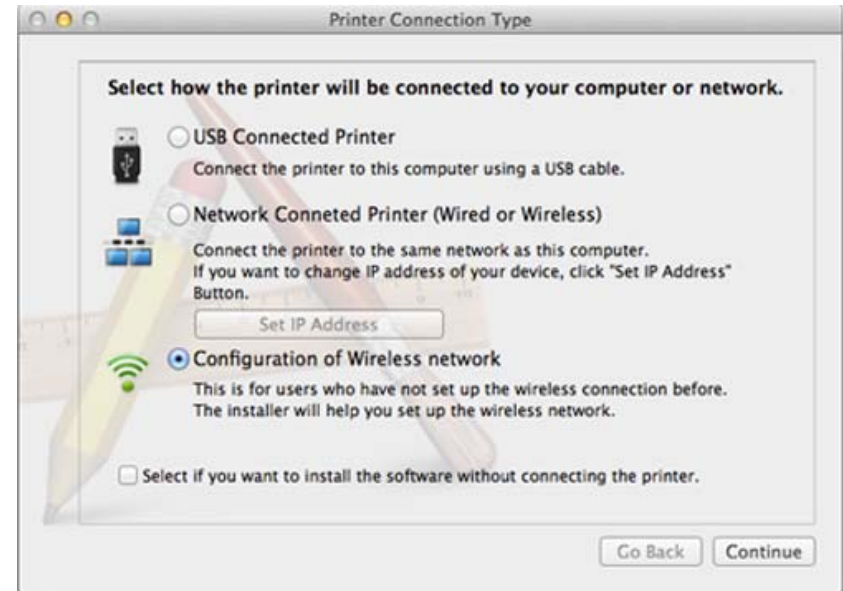 Printer Connection Type
Select how the printer will be connected to your computer or network.
USB Connected Printer
Connect the printer to this computer using a USB cable.
Network Conneted Printer (Wired or Wireless)
Connect the printer to the same network as this computer.
If you want to change IP address of your device, click "Set IP Address"
Button.
Set IP Address
Configuration of Wireless network
This is for users who have not set up the wireless connection before.
The installer will help you set up the wireless network.
Select if you want to install the software without connecting the printer.
Go Back
Continue